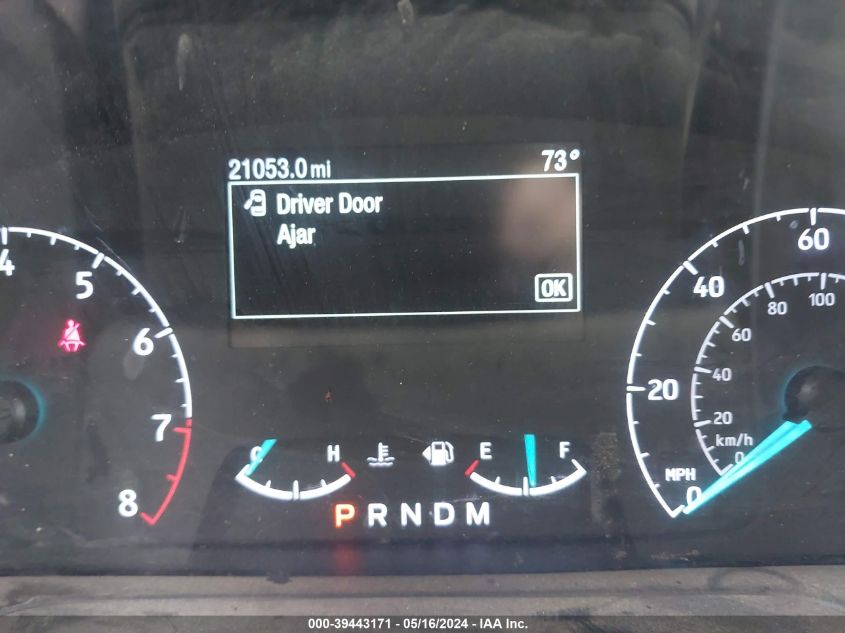 21053.0 mi 73°
Driver Door
Ajar
OK
4 5 6 7 8
C H
E F
P R N D M
0 20 40 60
MPH
0 20 40 60 80 100
km/h
000-39443171 - 05/16/2024 - IAA Inc.